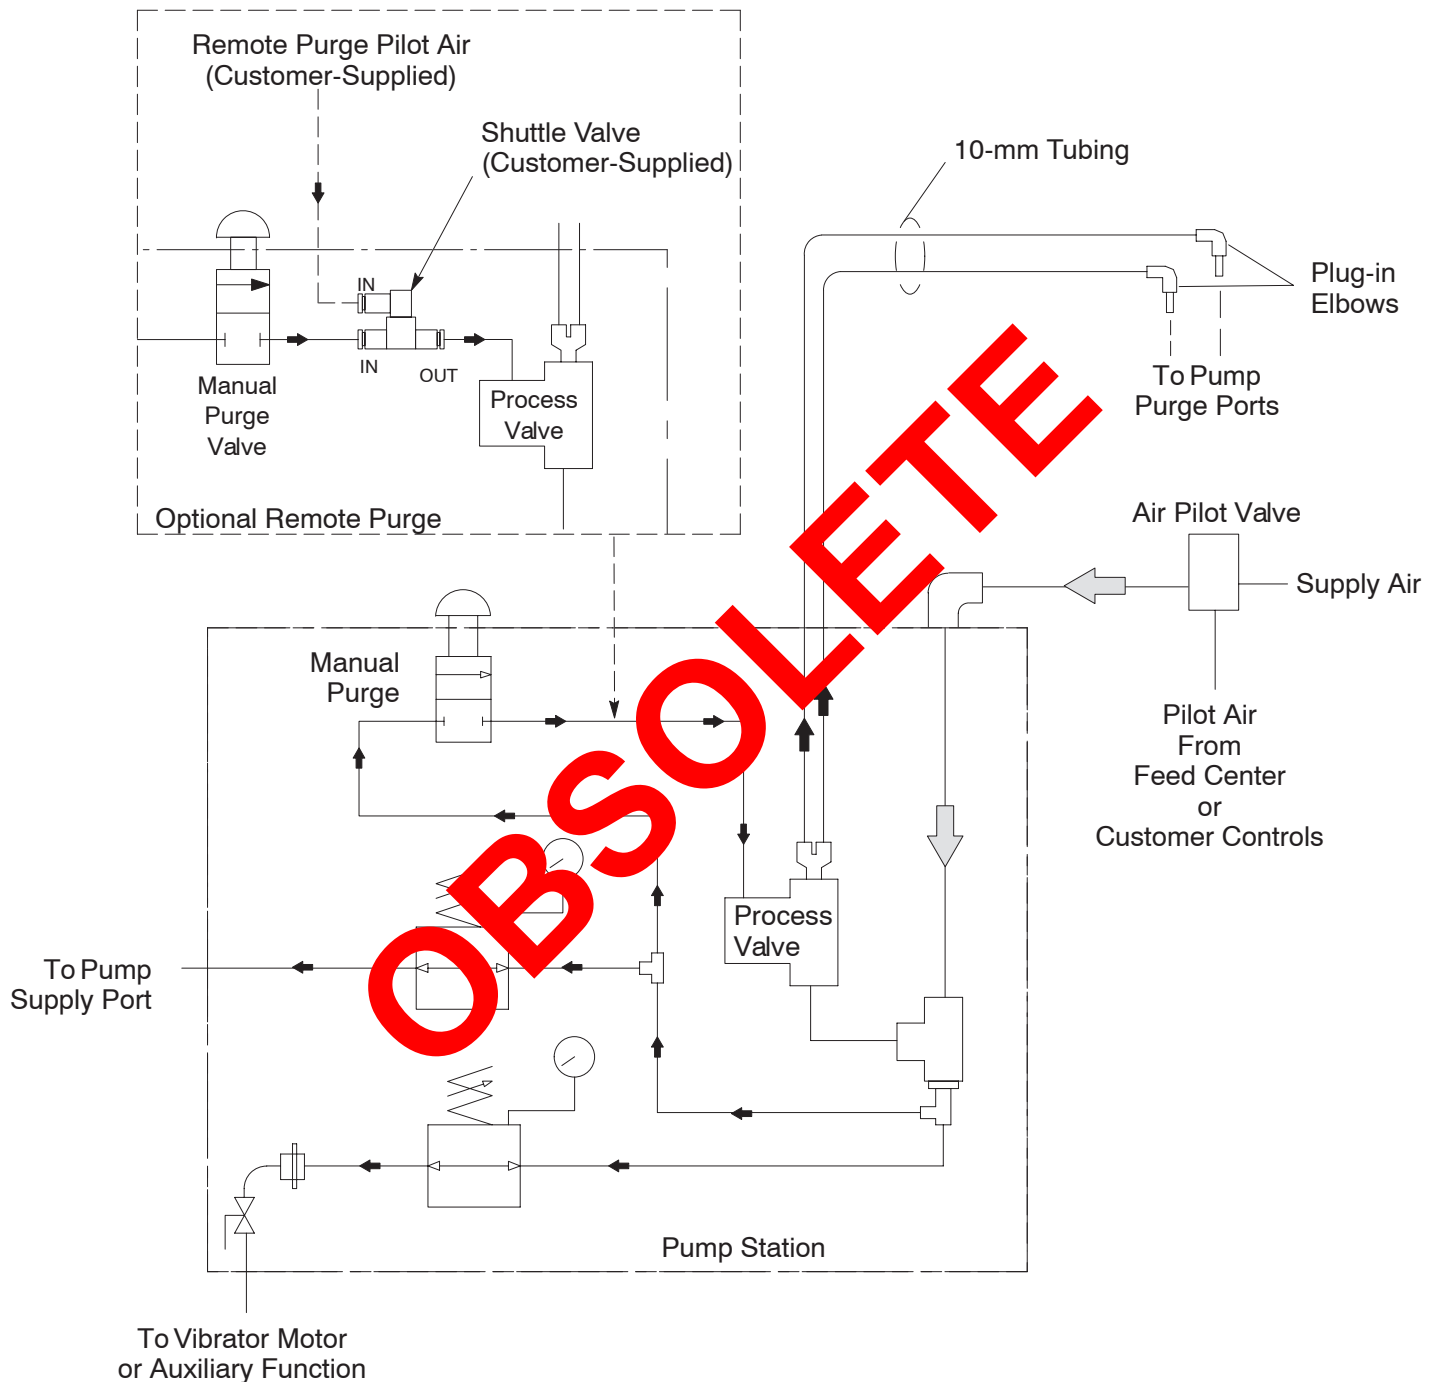 Remote Purge Pilot Air
(Customer-Supplied)
Shuttle Valve
(Customer-Supplied)
10-mm Tubing
IN
IN
OUT
Manual
Purge
Valve
Process
Valve
Optional Remote Purge
Plug-in
Elbows
To Pump
Purge Ports
Air Pilot Valve
Supply Air
Pilot Air
From
Feed Center
or
Customer Controls
Manual
Purge
Process
Valve
To Pump
Supply Port
Pump Station
To Vibrator Motor
or Auxiliary Function
OBSOLETE